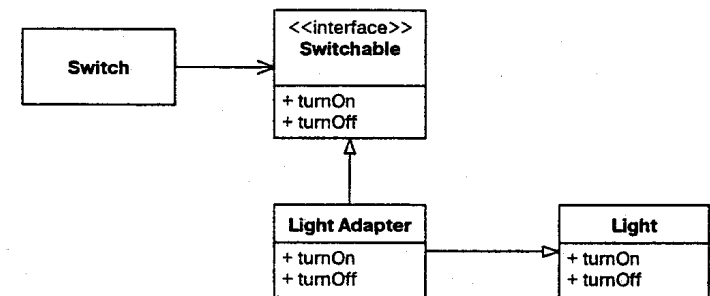 <<interface>>
Switchable
Switch
+ turnOn
+ turnOff
Light Adapter
+ turnOn
+ turnOff
Light
+ turnOn
+ turnOff